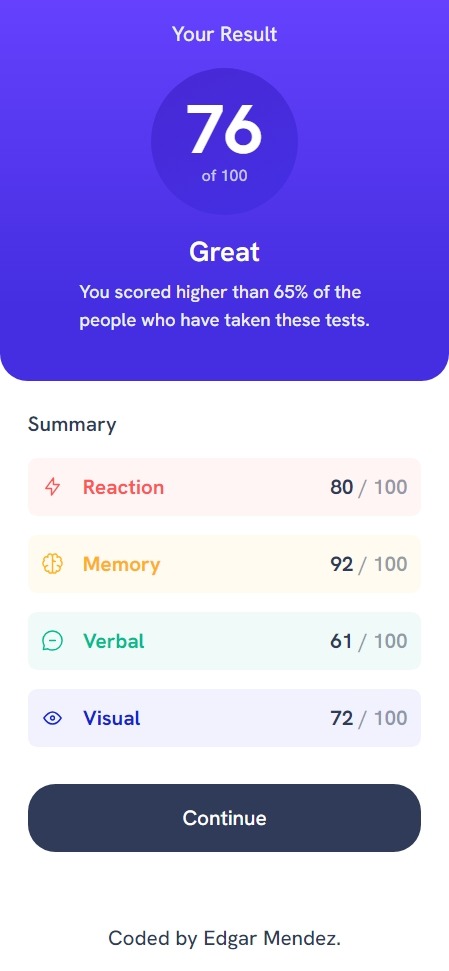 Your Result
76
of 100
Great
You scored higher than 65% of the
people who have taken these tests.
Summary
Reaction 80 / 100
Memory 92 / 100
Verbal 61 / 100
Visual 72 / 100
Continue
Coded by Edgar Mendez.